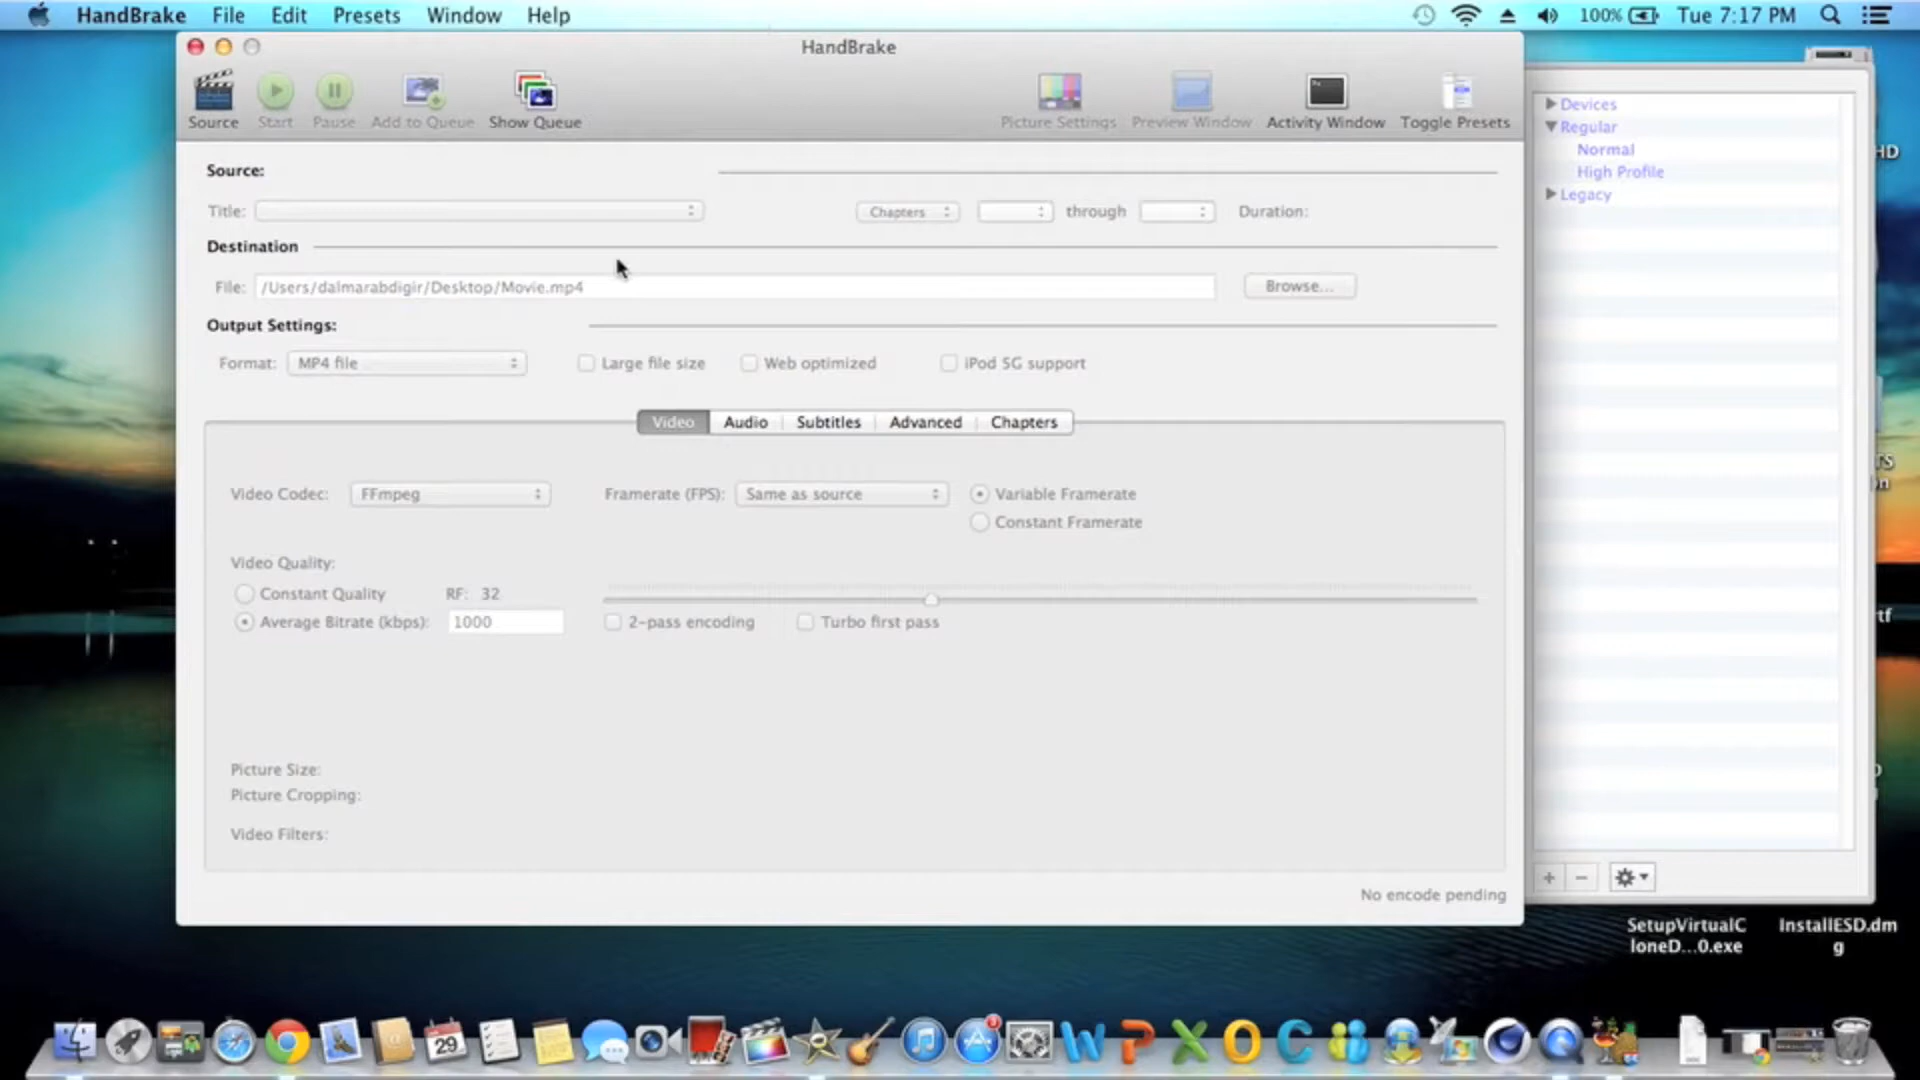 HandBrake File Edit Presets Window Help 100% Tue 7:17 PM
HandBrake
Source Start Pause Add to Queue Show Queue Picture Settings Preview Window Activity Window Toggle Presets
Source:
Title: Chapters through Duration:
Destination
File: /Users/dalmarabdigir/Desktop/Movie.mp4 Browse...
Output Settings:
Format: MP4 file Large file size Web optimized iPod 5G support
Video Audio Subtitles Advanced Chapters
Video Codec: FFmpeg Framerate (FPS): Same as source Variable Framerate
Constant Framerate
Video Quality:
Constant Quality RF: 32
Average Bitrate (kbps): 1000 2-pass encoding Turbo first pass
Picture Size:
Picture Cropping:
Video Filters:
No encode pending
Devices
Regular
Normal
High Profile
Legacy
HD
rs
tf
SetupVirtualC
loneD...0.exe
InstallESD.dm
g
29
W P X O C